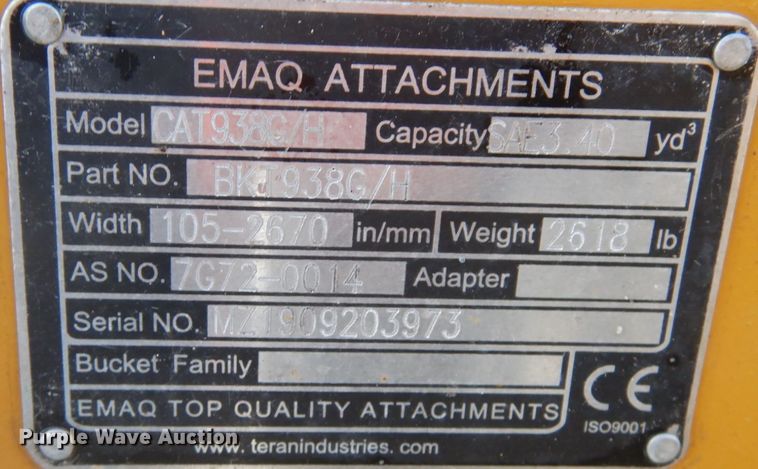 EMAQ ATTACHMENTS
Model CAT938G/H Capacity SAE3.40 yd³
Part NO. BKT938G/H
Width 105-2670 in/mm Weight 2618 lb
AS NO. 7G72-0014 Adapter
Serial NO. MZ1909203973
Bucket Family
CE
EMAQ TOP QUALITY ATTACHMENTS ISO9001
Purple Wave Auction
www.teranindustries.com